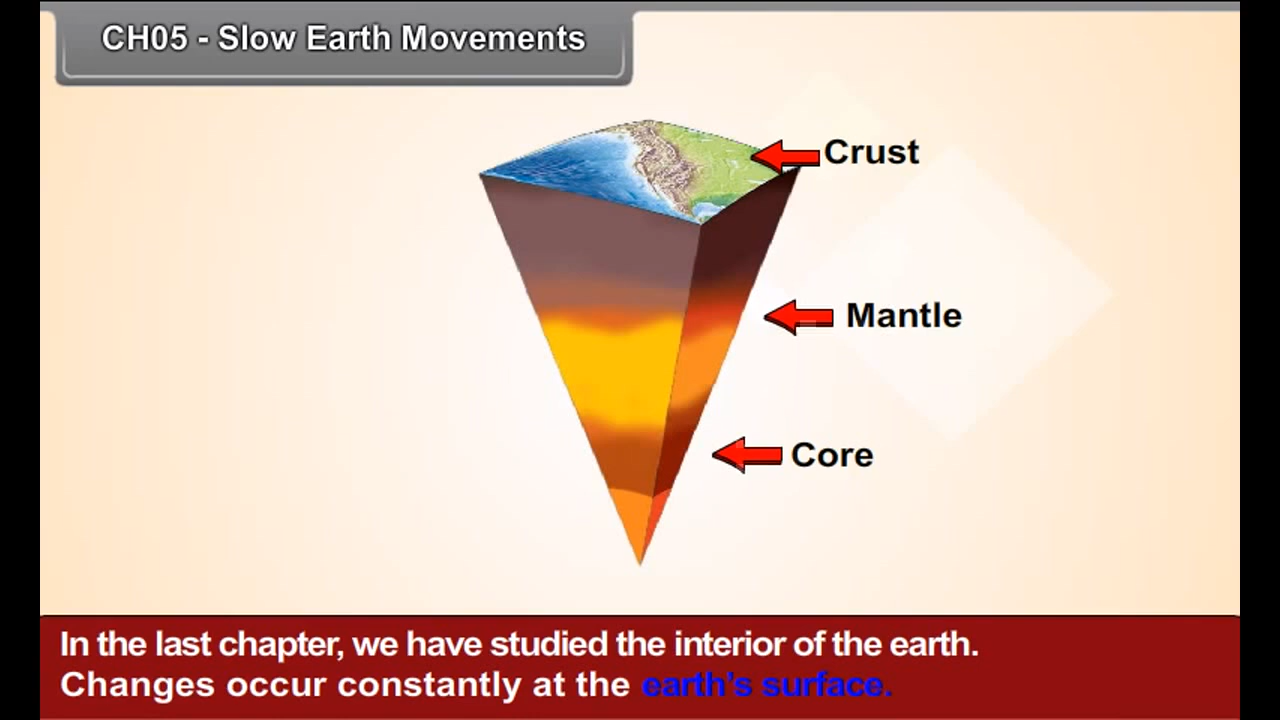 CH05 - Slow Earth Movements
Crust
Mantle
Core
In the last chapter, we have studied the interior of the earth.
Changes occur constantly at the earth's surface.